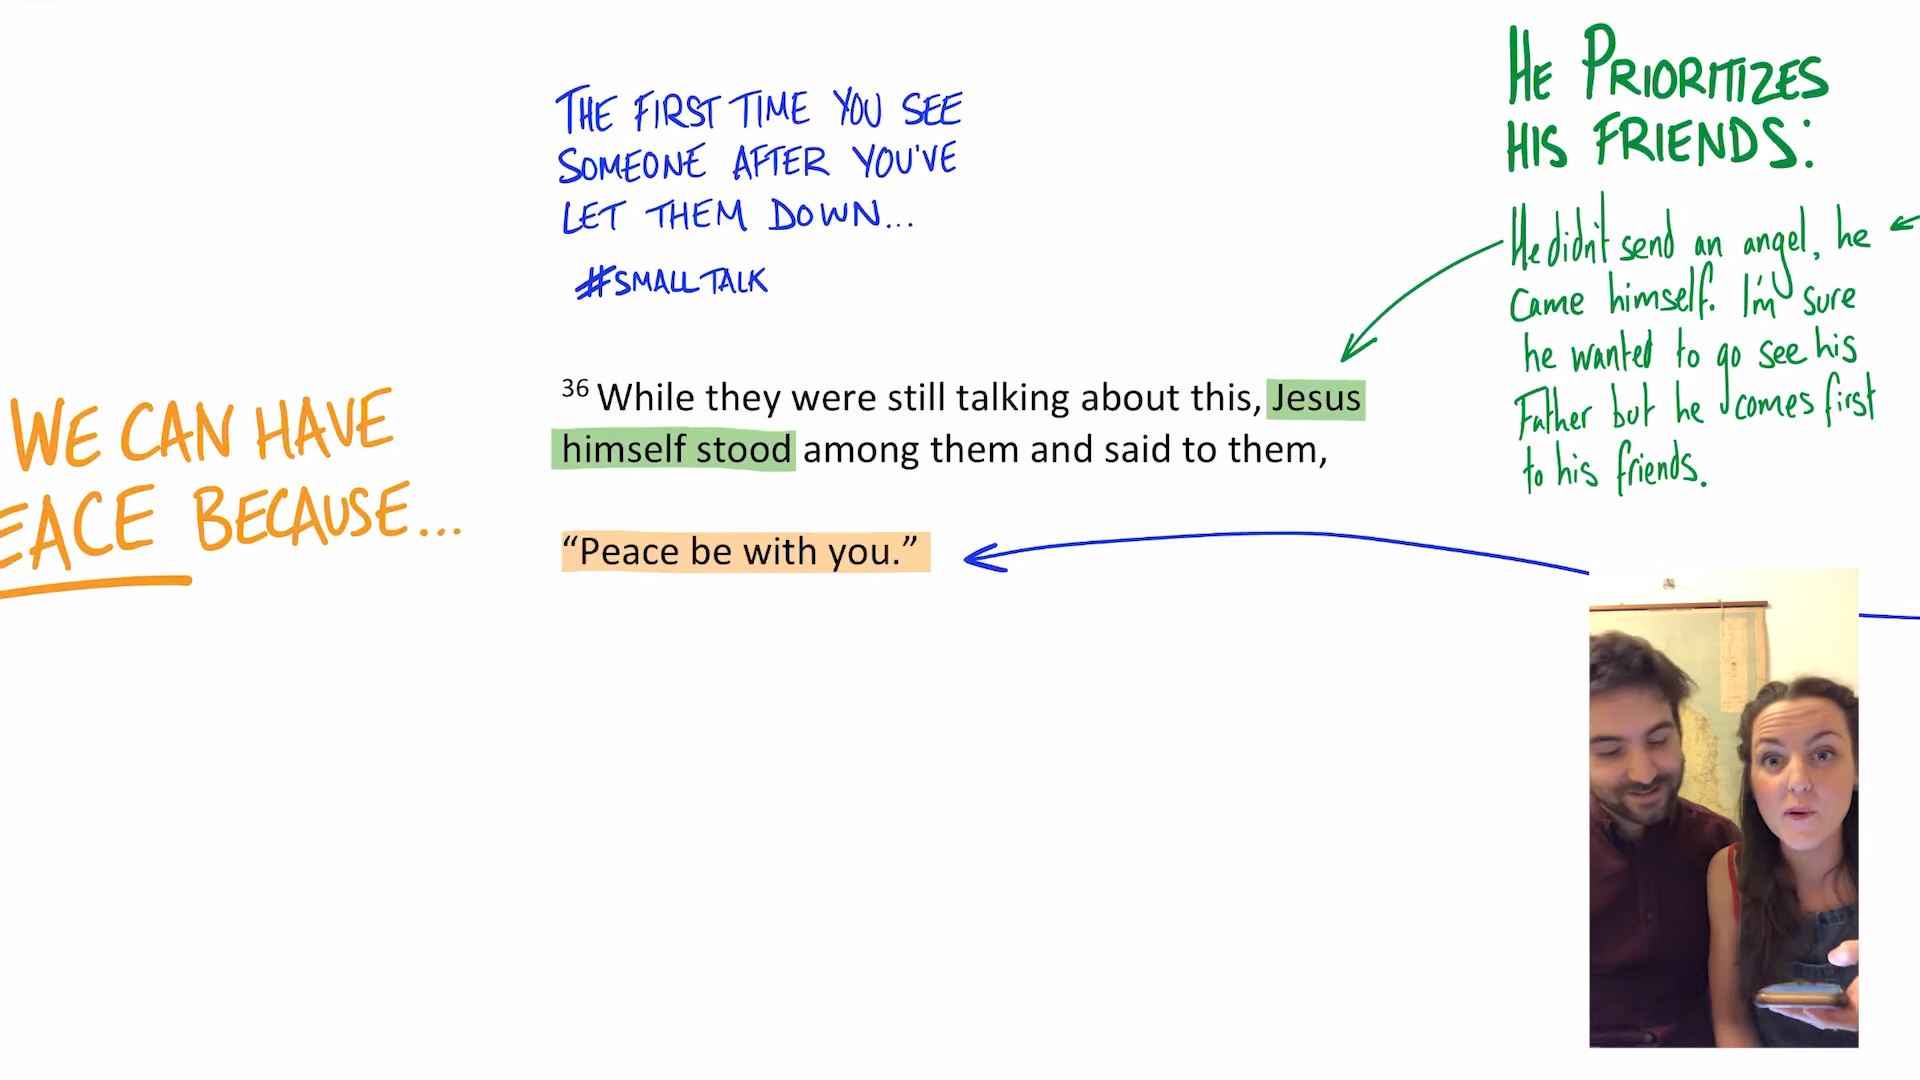 WE CAN HAVE
EACE BECAUSE...
THE FIRST TIME YOU SEE
SOMEONE AFTER YOU'VE
LET THEM DOWN...
#SMALLTALK
36 While they were still talking about this, Jesus
himself stood among them and said to them,
“Peace be with you.”
HE PRIORITIZES
HIS FRIENDS:
He didn't send an angel, he
came himself. I'm sure
he wanted to go see his
Father but he comes first
to his friends.